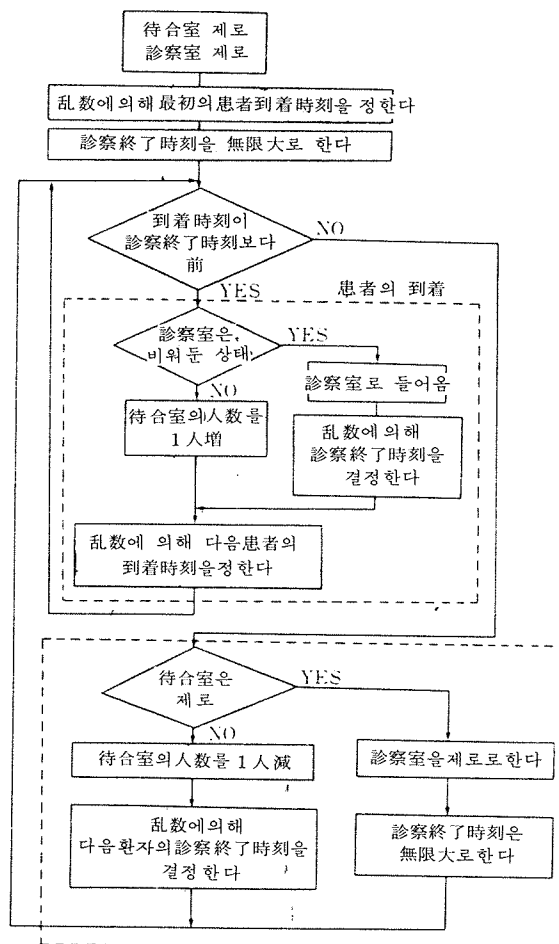 待合室 제로
診察室 제로
乱数에의해最初의患者到着時刻을 정한다
診察終了時刻을 無限大로 한다
到着時刻이
診察終了時刻보다
前
NO
YES
患者의 到着
診察室은,
비워둔 상태
YES
NO
診察室로 들어옴
待合室의人数를
1人増
乱数에의해
診察終了時刻을
결정한다
乱数에 의해 다음患者의
到着時刻을정한다
待合室은
제로
YES
NO
待合室의人数를 1人減
診察室을제로로한다
乱数에의해
다음환자의診察終了時刻을
결정한다
診察終了時刻은
無限大로한다